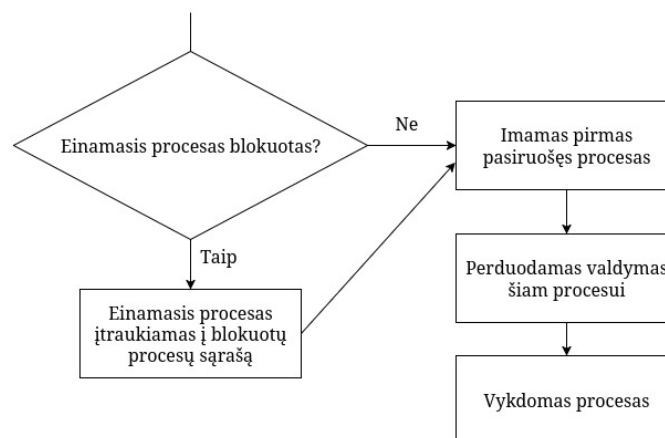 Einamasis procesas blokuotas?
Ne
Imamas pirmas
pasiruošęs procesas
Taip
Perduodamas valdymas
šiam procesui
Einamasis procesas
įtraukiamas į blokuotų
procesų sąrašą
Vykdomas procesas